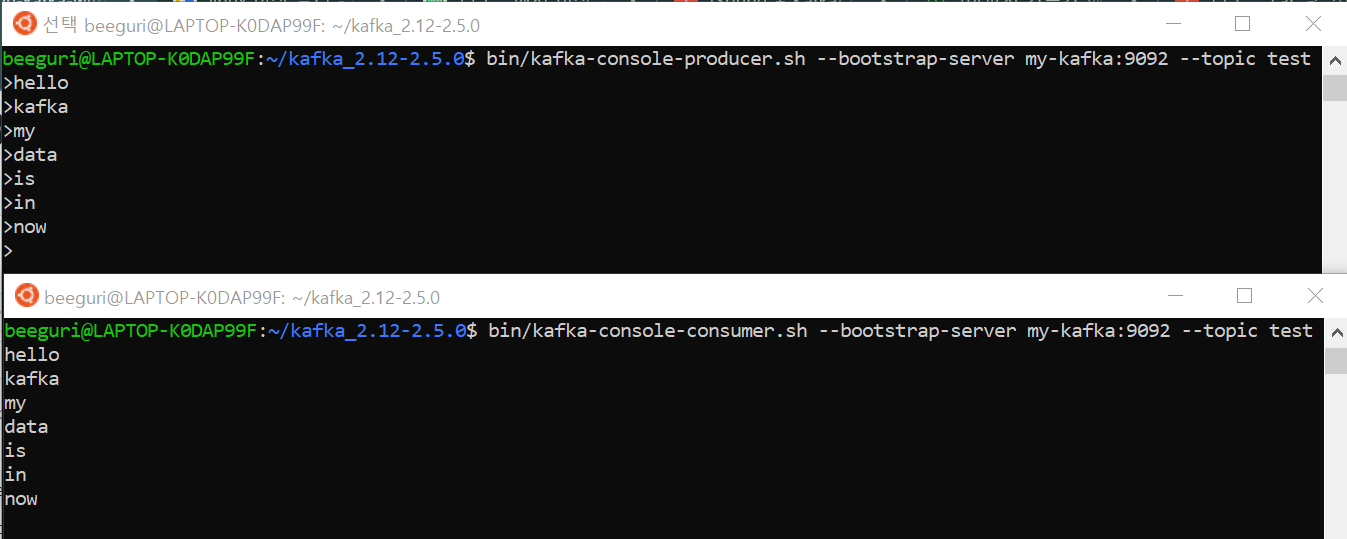 선택 beeguri@LAPTOP-K0DAP99F: ~/kafka_2.12-2.5.0
beeguri@LAPTOP-K0DAP99F:~/kafka_2.12-2.5.0$ bin/kafka-console-producer.sh --bootstrap-server my-kafka:9092 --topic test
>hello
>kafka
>my
>data
>is
>in
>now
>
beeguri@LAPTOP-K0DAP99F: ~/kafka_2.12-2.5.0
beeguri@LAPTOP-K0DAP99F:~/kafka_2.12-2.5.0$ bin/kafka-console-consumer.sh --bootstrap-server my-kafka:9092 --topic test
hello
kafka
my
data
is
in
now